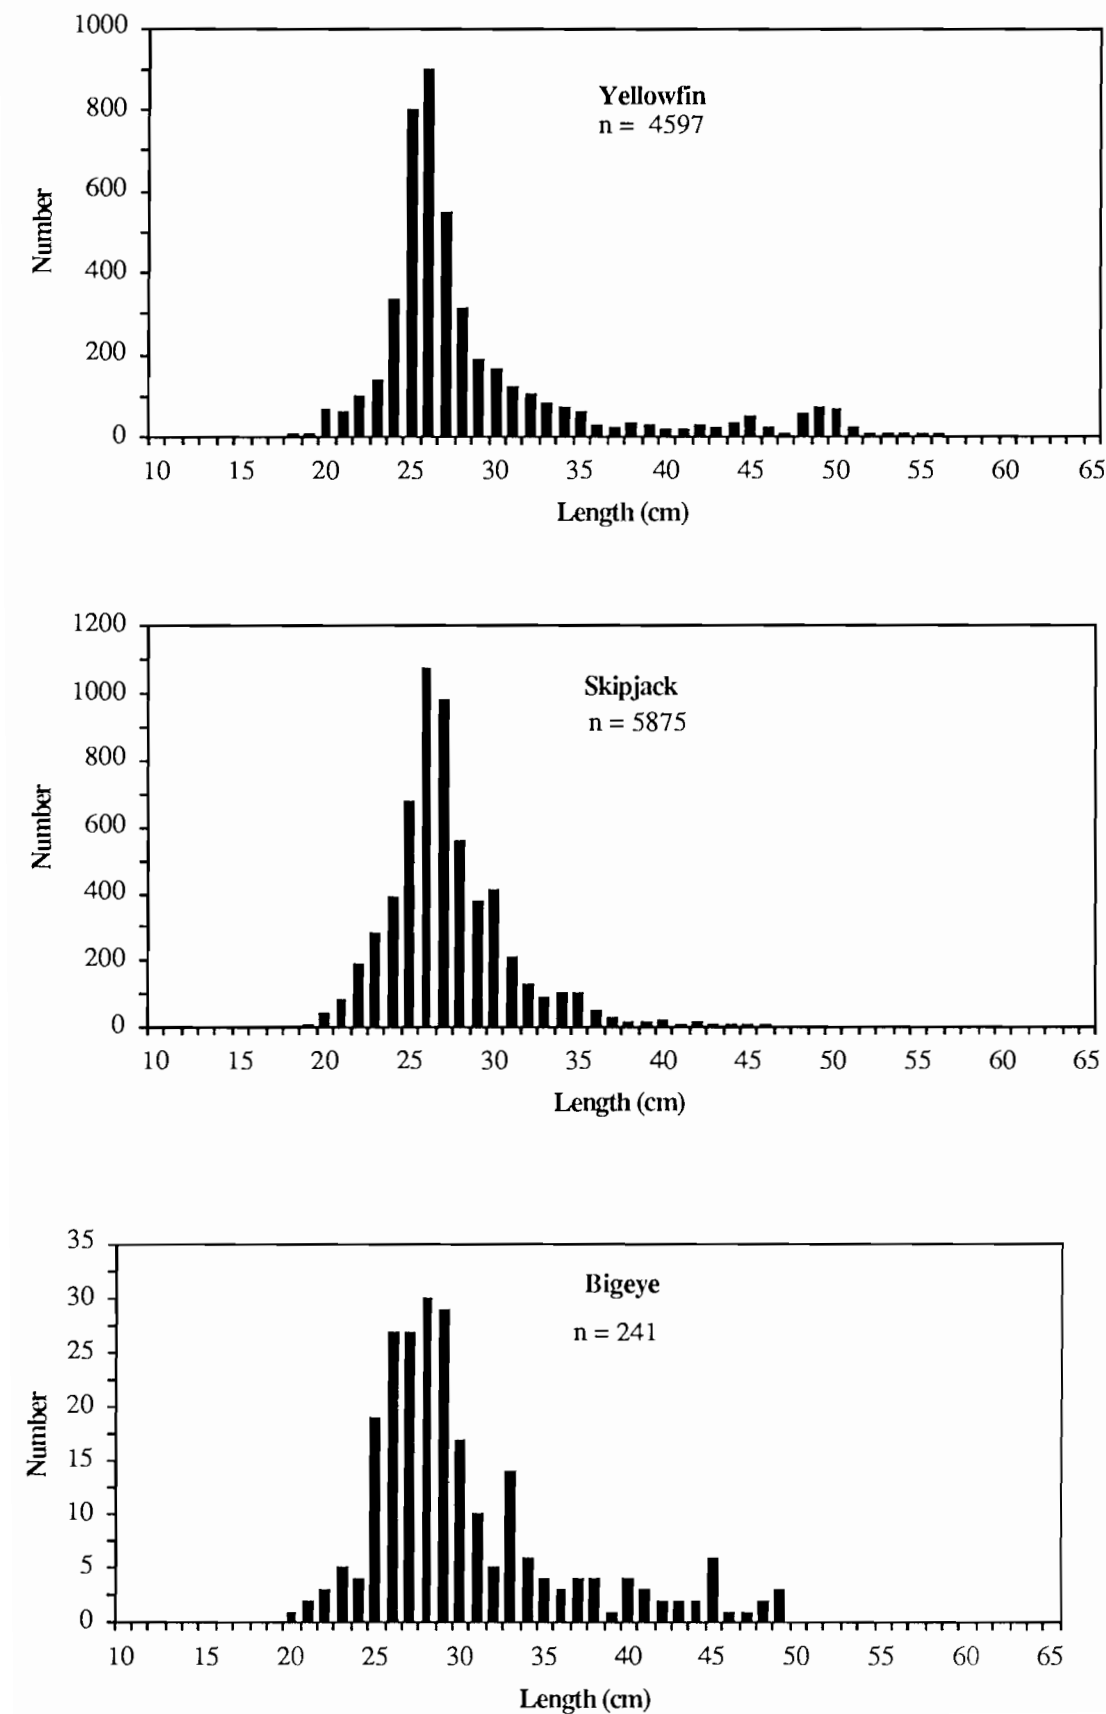 1000
800
600
400
200
0
Number
Yellowfin
n = 4597
10 15 20 25 30 35 40 45 50 55 60 65
Length (cm)
1200
1000
800
600
400
200
0
Number
Skipjack
n = 5875
10 15 20 25 30 35 40 45 50 55 60 65
Length (cm)
35
30
25
20
15
10
5
0
Number
Bigeye
n = 241
10 15 20 25 30 35 40 45 50 55 60 65
Length (cm)